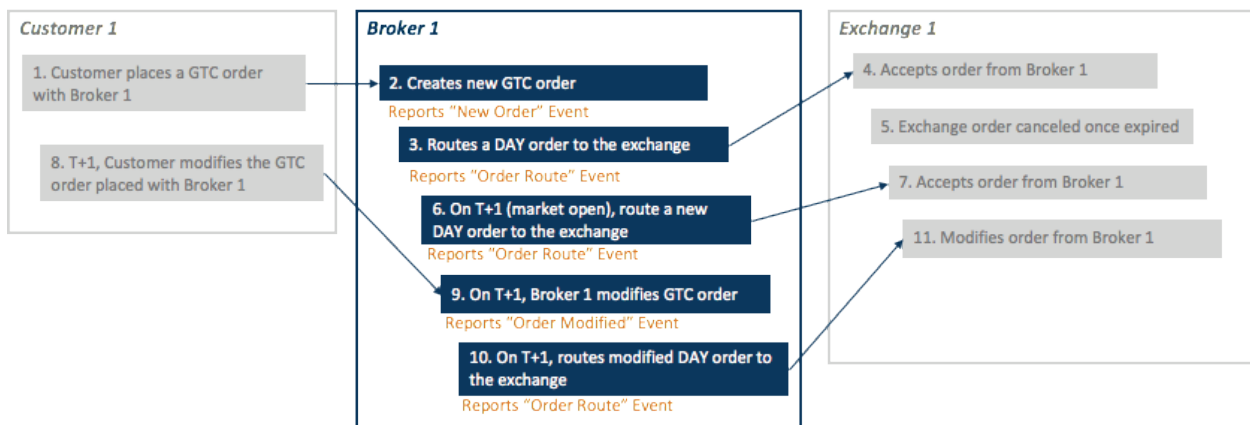 Customer 1
1. Customer places a GTC order
with Broker 1
8. T+1, Customer modifies the GTC
order placed with Broker 1
Broker 1
2. Creates new GTC order
Reports "New Order" Event
3. Routes a DAY order to the exchange
Reports "Order Route" Event
6. On T+1 (market open), route a new
DAY order to the exchange
Reports "Order Route" Event
9. On T+1, Broker 1 modifies GTC order
Reports "Order Modified" Event
10. On T+1, routes modified DAY order to
the exchange
Reports "Order Route" Event
Exchange 1
4. Accepts order from Broker 1
5. Exchange order canceled once expired
7. Accepts order from Broker 1
11. Modifies order from Broker 1